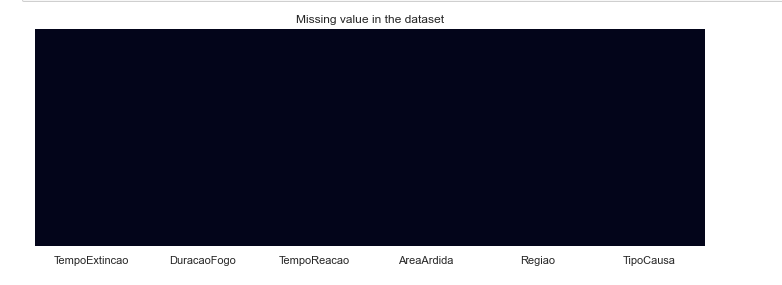 Missing value in the dataset
TempoExtincao DuracaoFogo TempoReacao AreaArdida Regiao TipoCausa